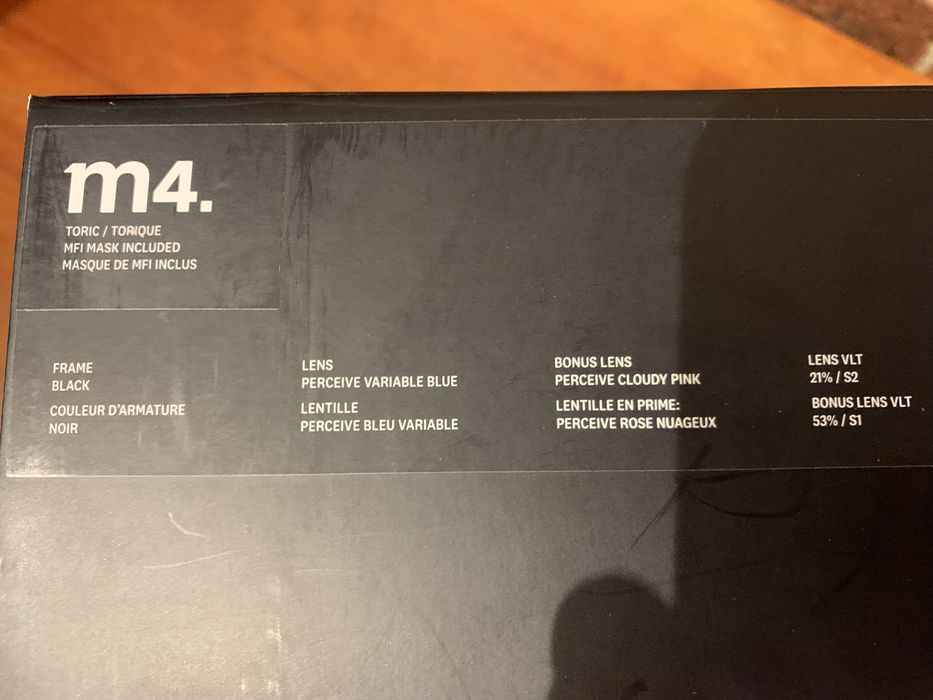 m4.
TORIC / TORIQUE
MFI MASK INCLUDED
MASQUE DE MFI INCLUS
FRAME
BLACK
COULEUR D'ARMATURE
NOIR
LENS
PERCEIVE VARIABLE BLUE
LENTILLE
PERCEIVE BLEU VARIABLE
BONUS LENS
PERCEIVE CLOUDY PINK
LENTILLE EN PRIME:
PERCEIVE ROSE NUAGEUX
LENS VLT
21% / S2
BONUS LENS VLT
53% / S1